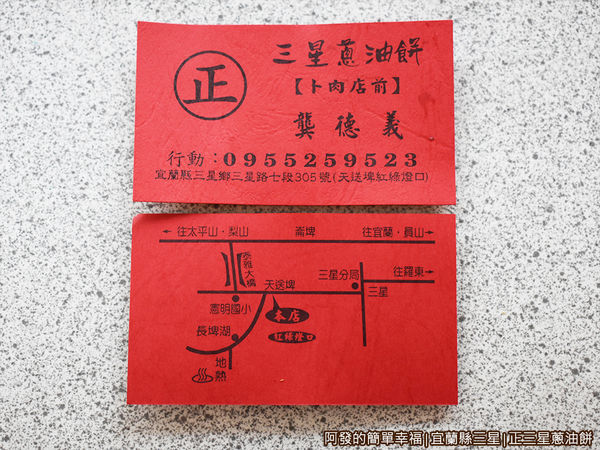 正
三星蔥油餅
【卜肉店前】
龔德義
行動：0955259523
宜蘭縣三星鄉三星路七段305號(天送埤紅綠燈口)
←往太平山・梨山
崙埤
往宜蘭・員山→
泰雅大橋
天送埤
三星分局
往羅東→
三星
憲明國小
本店
紅綠燈口
長埤湖
地熱
阿發的簡單幸福|宜蘭縣三星|正三星蔥油餅